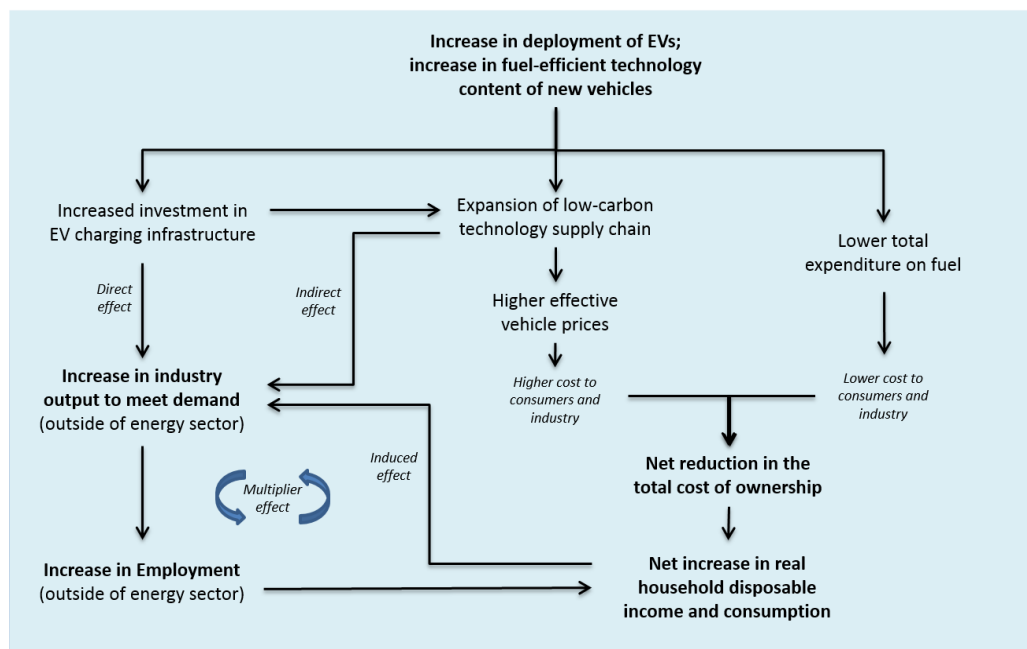 Increase in deployment of EVs;
increase in fuel-efficient technology
content of new vehicles
Increased investment in
EV charging infrastructure
Expansion of low-carbon
technology supply chain
Lower total
expenditure on fuel
Direct
effect
Indirect
effect
Higher effective
vehicle prices
Increase in industry
output to meet demand
(outside of energy sector)
Higher cost to
consumers and
industry
Lower cost to
consumers and
industry
Induced
effect
Multiplier
effect
Net reduction in the
total cost of ownership
Increase in Employment
(outside of energy sector)
Net increase in real
household disposable
income and consumption